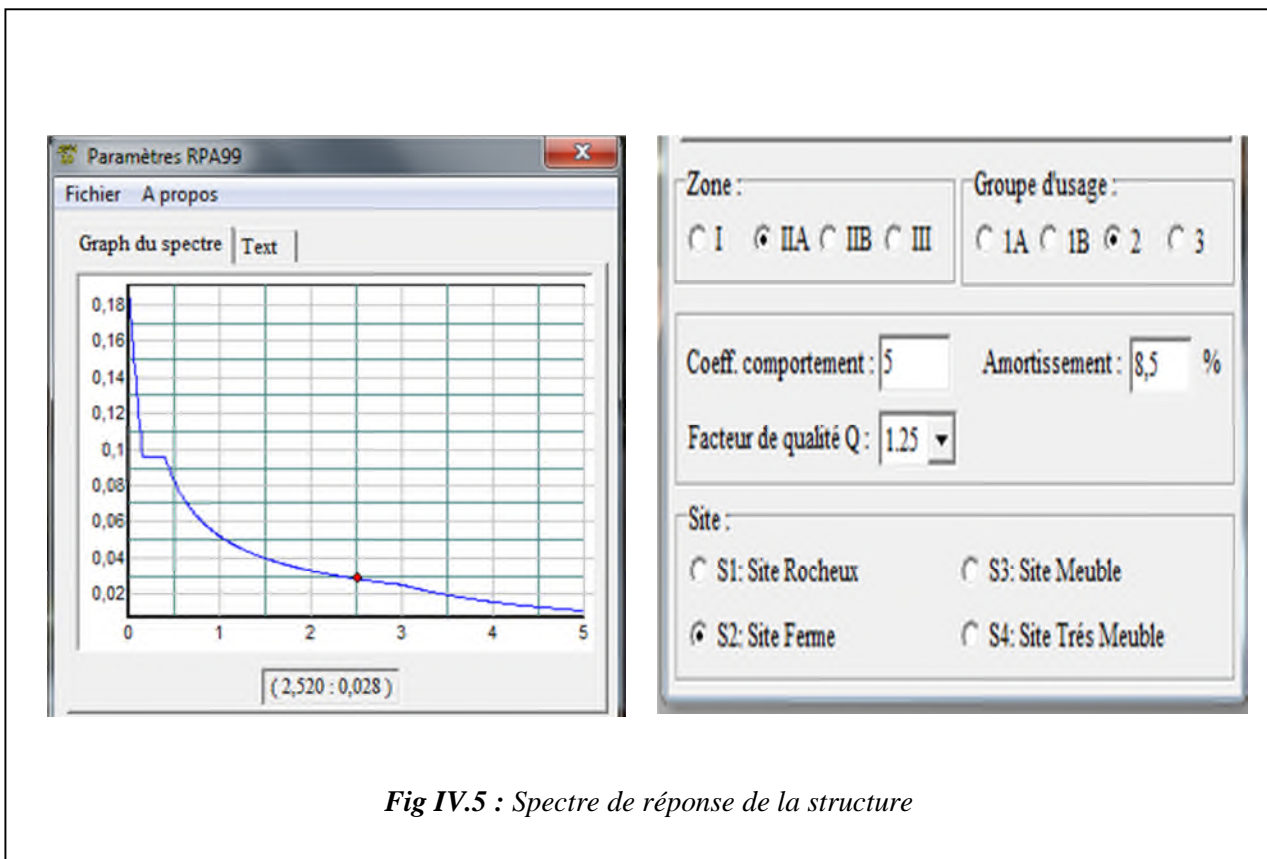 Paramètres RPA99
Fichier A propos
Graph du spectre Text
0,18
0,16
0,14
0,12
0,1
0,08
0,06
0,04
0,02
0 1 2 3 4 5
( 2,520 : 0,028 )
Zone : Groupe d'usage :
I IIA IIB III 1A 1B 2 3
Coeff. comportement : 5 Amortissement : 8,5 %
Facteur de qualité Q : 1.25
Site :
S1: Site Rocheux S3: Site Meuble
S2: Site Ferme S4: Site Trés Meuble
Fig IV.5 : Spectre de réponse de la structure